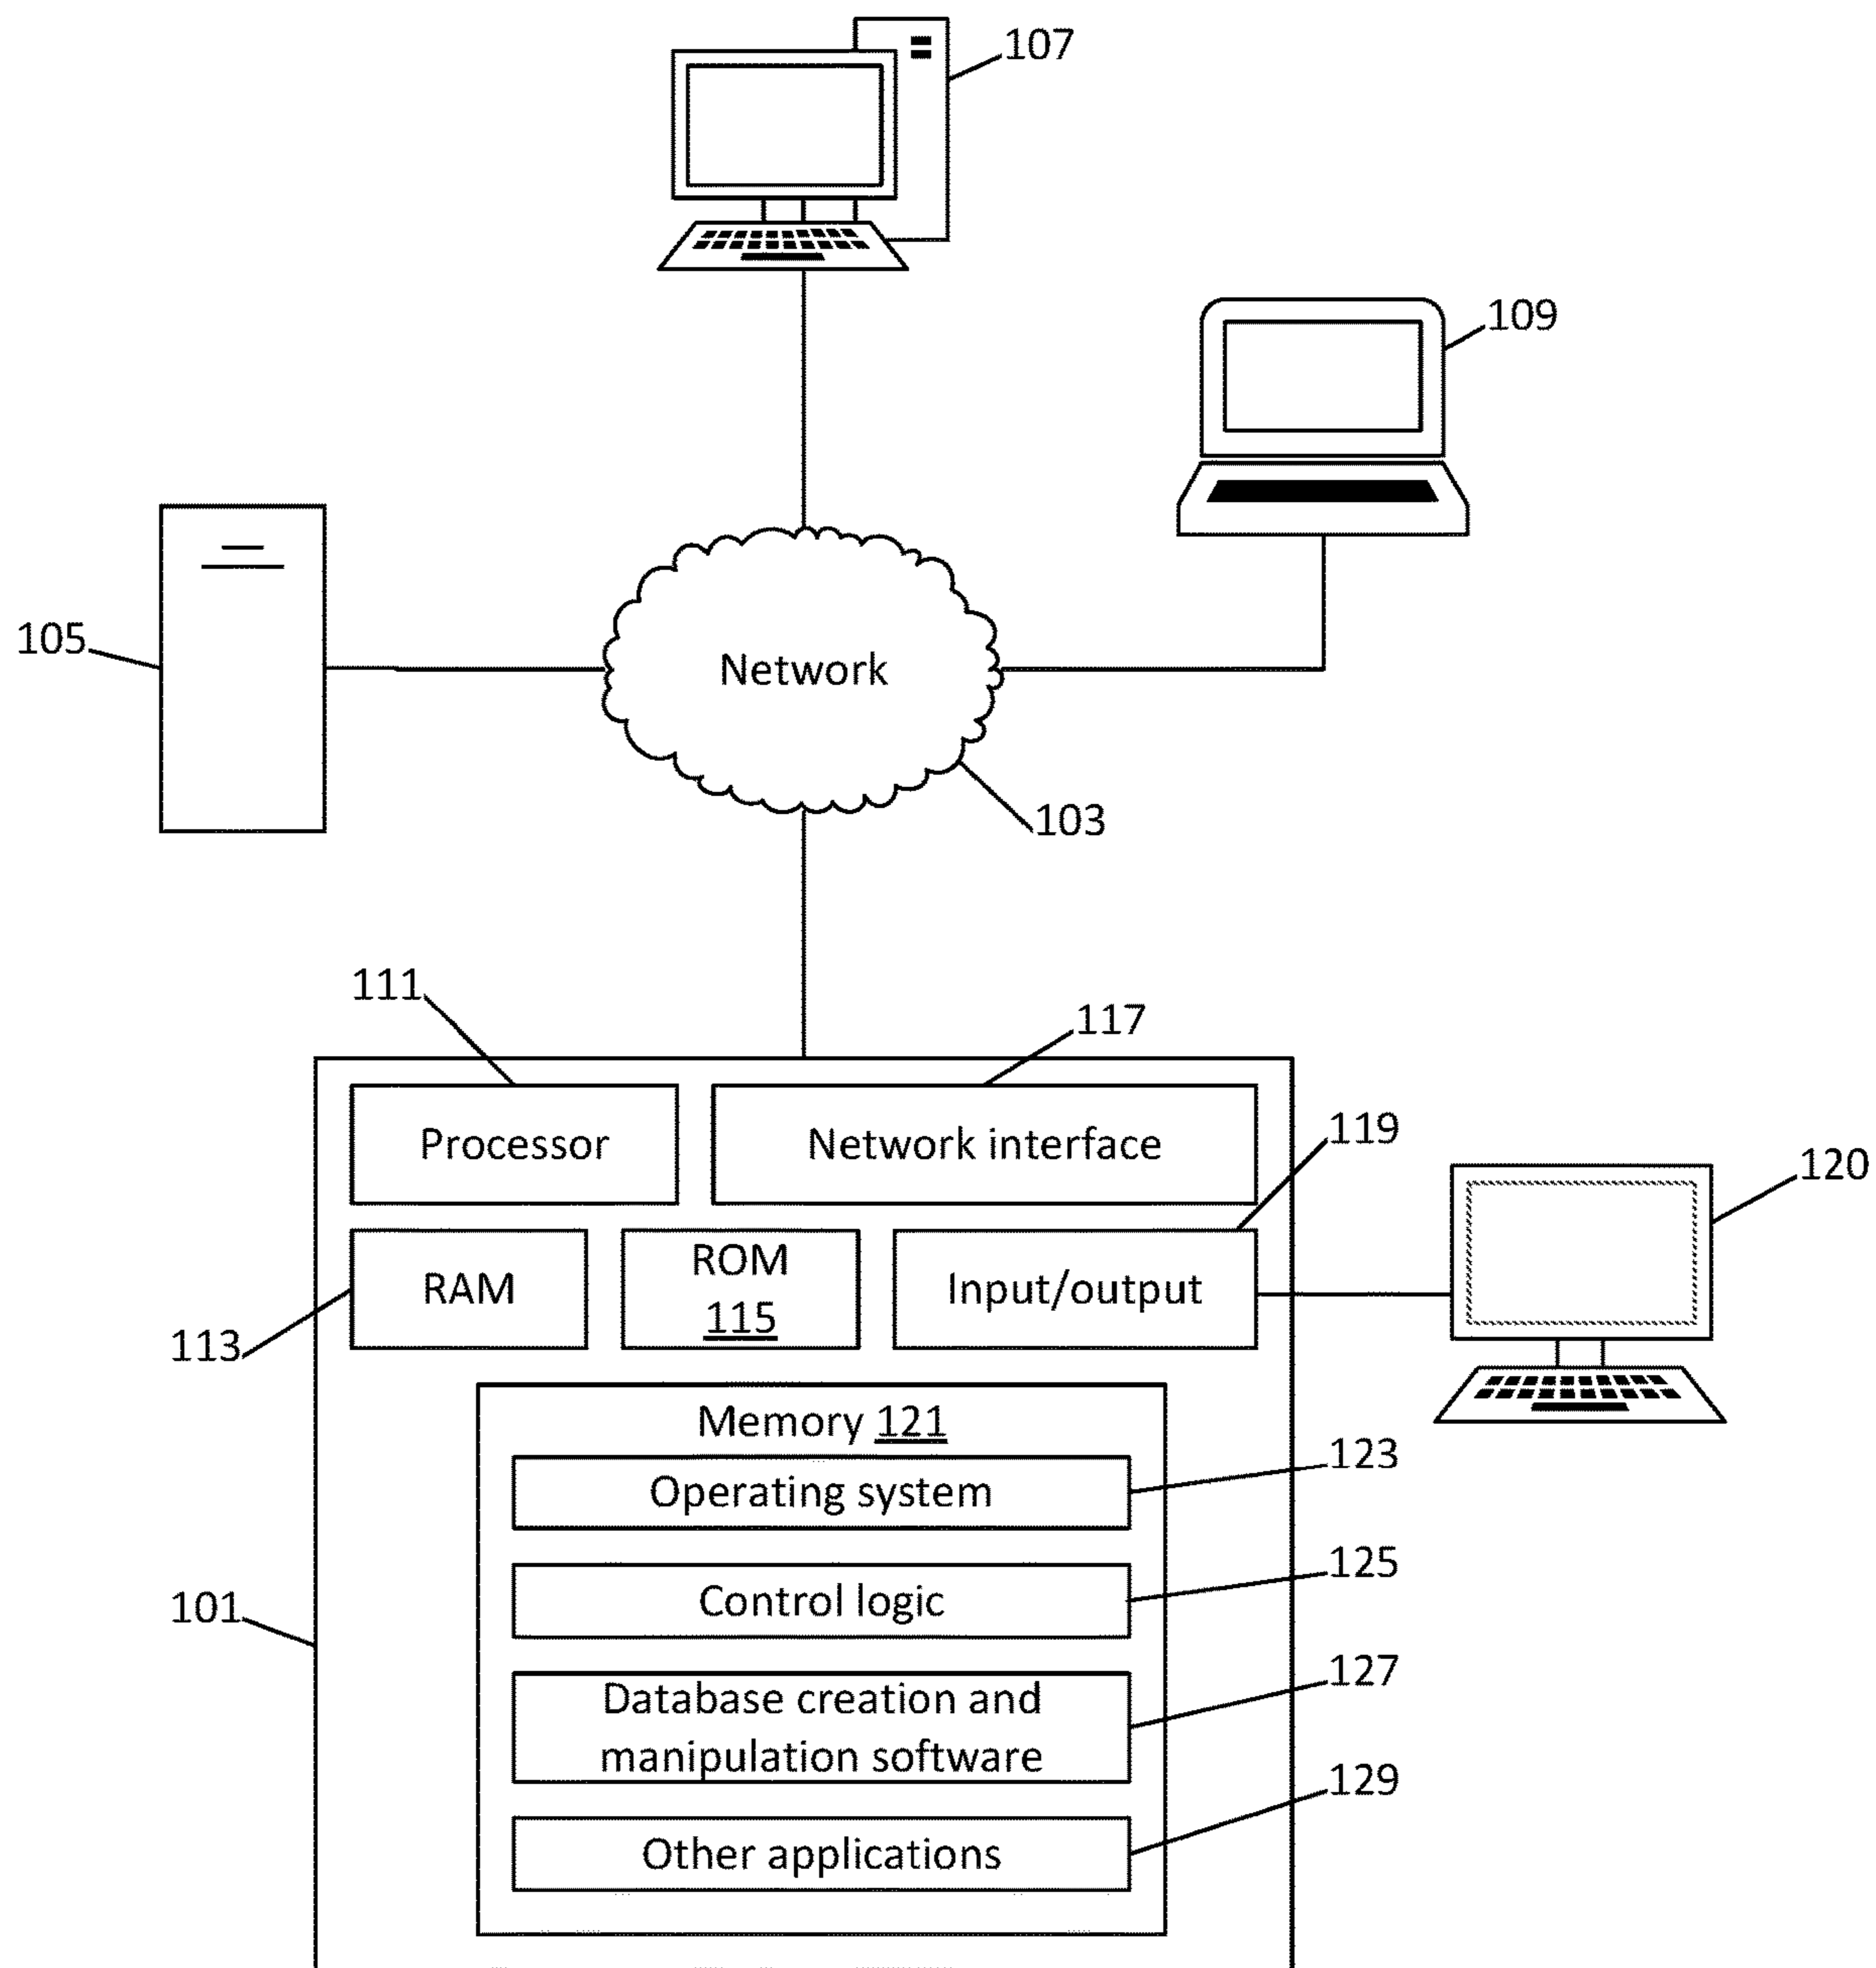 107
109
105
Network
103
111
117
Processor
Network interface
119
120
RAM
ROM
115
Input/output
113
Memory 121
123
Operating system
125
Control logic
101
127
Database creation and
manipulation software
129
Other applications